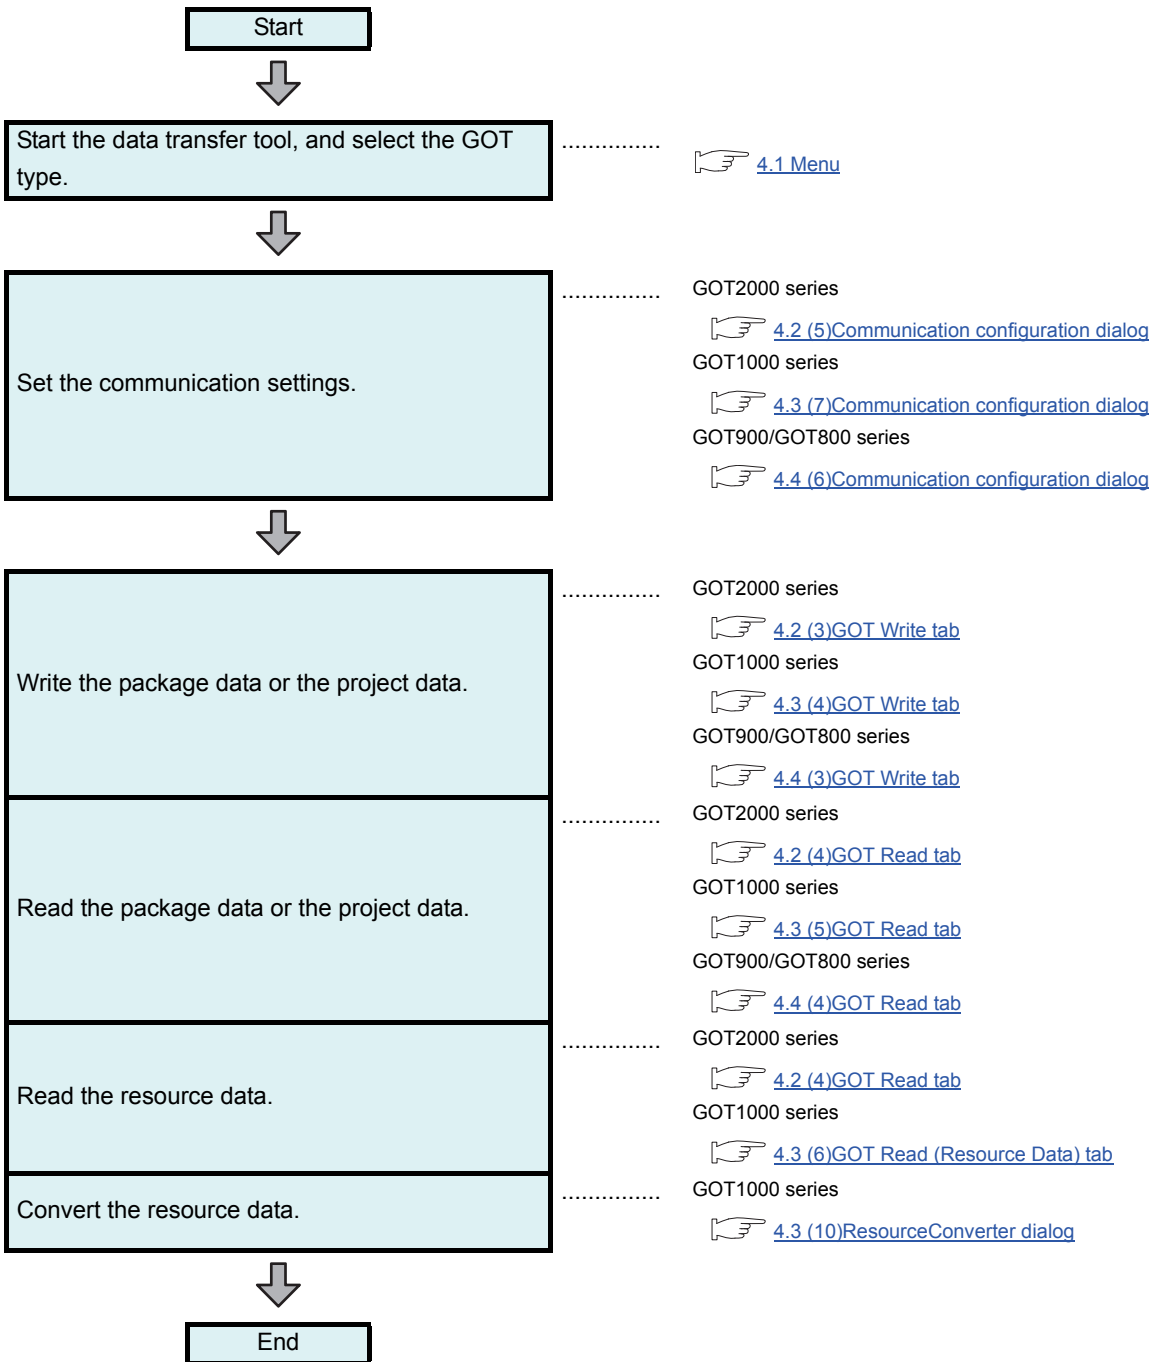 Start
Start the data transfer tool, and select the GOT
type.
...............
4.1 Menu
Set the communication settings.
...............
GOT2000 series
4.2 (5)Communication configuration dialog
GOT1000 series
4.3 (7)Communication configuration dialog
GOT900/GOT800 series
4.4 (6)Communication configuration dialog
Write the package data or the project data.
...............
GOT2000 series
4.2 (3)GOT Write tab
GOT1000 series
4.3 (4)GOT Write tab
GOT900/GOT800 series
4.4 (3)GOT Write tab
Read the package data or the project data.
...............
GOT2000 series
4.2 (4)GOT Read tab
GOT1000 series
4.3 (5)GOT Read tab
GOT900/GOT800 series
4.4 (4)GOT Read tab
Read the resource data.
...............
GOT2000 series
4.2 (4)GOT Read tab
GOT1000 series
4.3 (6)GOT Read (Resource Data) tab
Convert the resource data.
...............
GOT1000 series
4.3 (10)ResourceConverter dialog
End